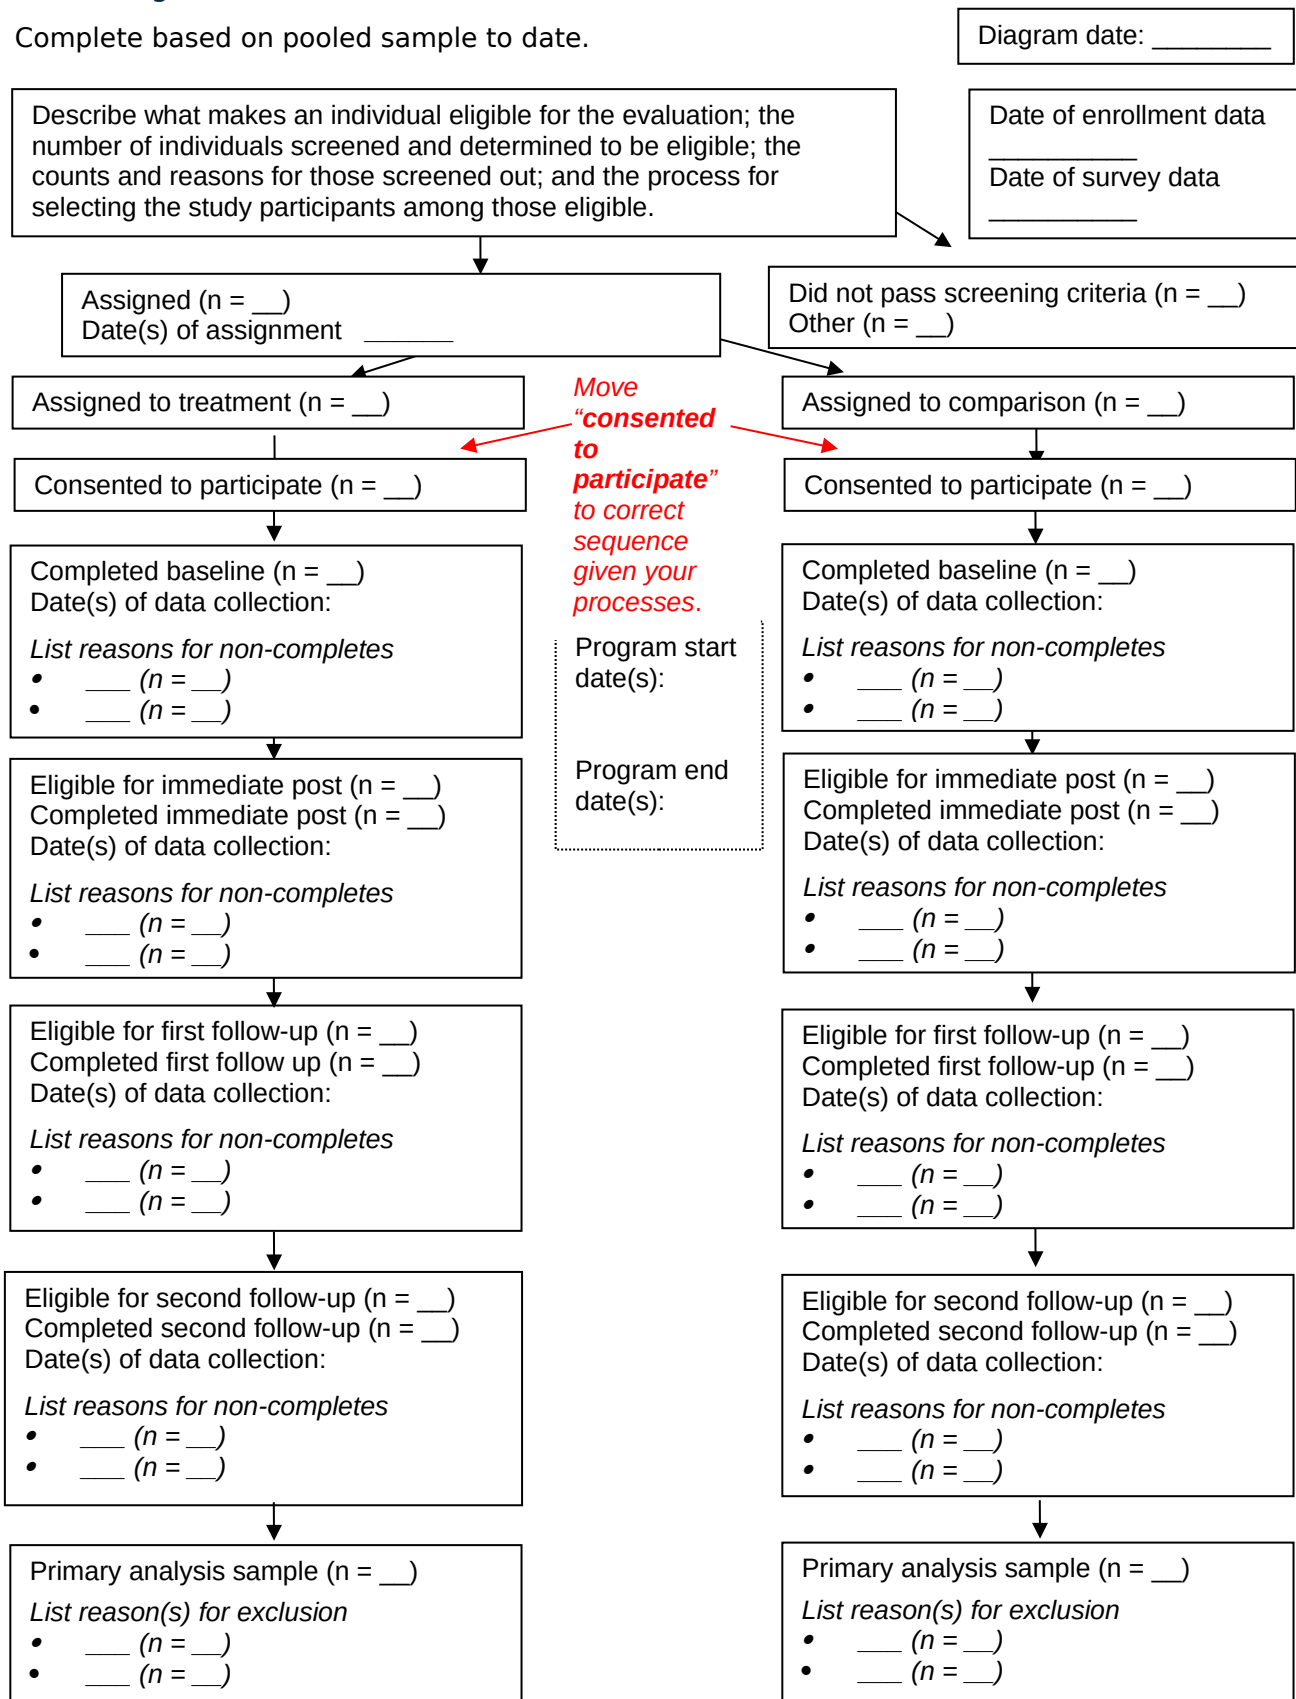 Complete based on pooled sample to date.
Diagram date: ________
Describe what makes an individual eligible for the evaluation; the
number of individuals screened and determined to be eligible; the
counts and reasons for those screened out; and the process for
selecting the study participants among those eligible.
Date of enrollment data
__________
Date of survey data
__________
Assigned (n = __)
Date(s) of assignment ______
Did not pass screening criteria (n = __)
Other (n = __)
Assigned to treatment (n = __)
Consented to participate (n = __)
Completed baseline (n = __)
Date(s) of data collection:
List reasons for non-completes
• ___ (n = __)
• ___ (n = __)
Eligible for immediate post (n = __)
Completed immediate post (n = __)
Date(s) of data collection:
List reasons for non-completes
• ___ (n = __)
• ___ (n = __)
Eligible for first follow-up (n = __)
Completed first follow up (n = __)
Date(s) of data collection:
List reasons for non-completes
• ___ (n = __)
• ___ (n = __)
Eligible for second follow-up (n = __)
Completed second follow-up (n = __)
Date(s) of data collection:
List reasons for non-completes
• ___ (n = __)
• ___ (n = __)
Primary analysis sample (n = __)
List reason(s) for exclusion
• ___ (n = __)
• ___ (n = __)
Move
“consented
to
participate”
to correct
sequence
given your
processes.
Program start
date(s):
Program end
date(s):
Assigned to comparison (n = __)
Consented to participate (n = __)
Completed baseline (n = __)
Date(s) of data collection:
List reasons for non-completes
• ___ (n = __)
• ___ (n = __)
Eligible for immediate post (n = __)
Completed immediate post (n = __)
Date(s) of data collection:
List reasons for non-completes
• ___ (n = __)
• ___ (n = __)
Eligible for first follow-up (n = __)
Completed first follow-up (n = __)
Date(s) of data collection:
List reasons for non-completes
• ___ (n = __)
• ___ (n = __)
Eligible for second follow-up (n = __)
Completed second follow-up (n = __)
Date(s) of data collection:
List reasons for non-completes
• ___ (n = __)
• ___ (n = __)
Primary analysis sample (n = __)
List reason(s) for exclusion
• ___ (n = __)
• ___ (n = __)